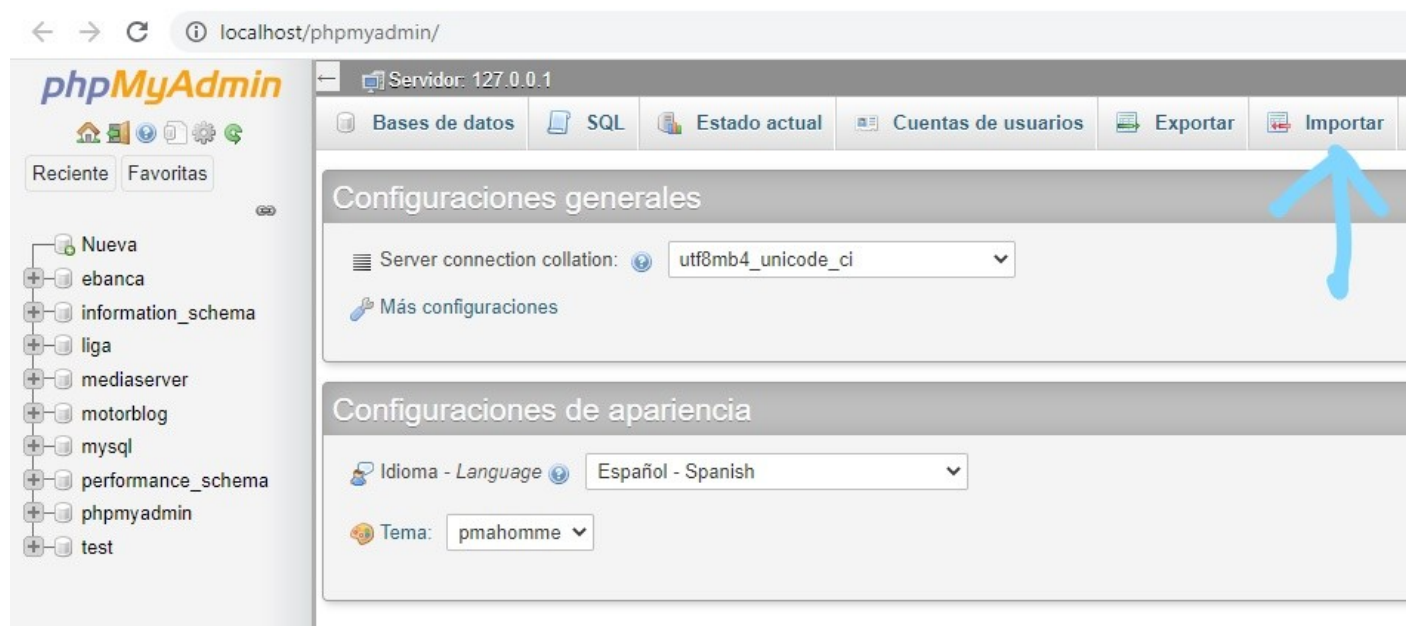 localhost/phpmyadmin/
phpMyAdmin
Reciente Favoritas
Nueva
ebanca
information_schema
liga
mediaserver
motorblog
mysql
performance_schema
phpmyadmin
test
Servidor: 127.0.0.1
Bases de datos SQL Estado actual Cuentas de usuarios Exportar Importar
Configuraciones generales
Server connection collation: utf8mb4_unicode_ci
Más configuraciones
Configuraciones de apariencia
Idioma - Language Español - Spanish
Tema: pmahomme